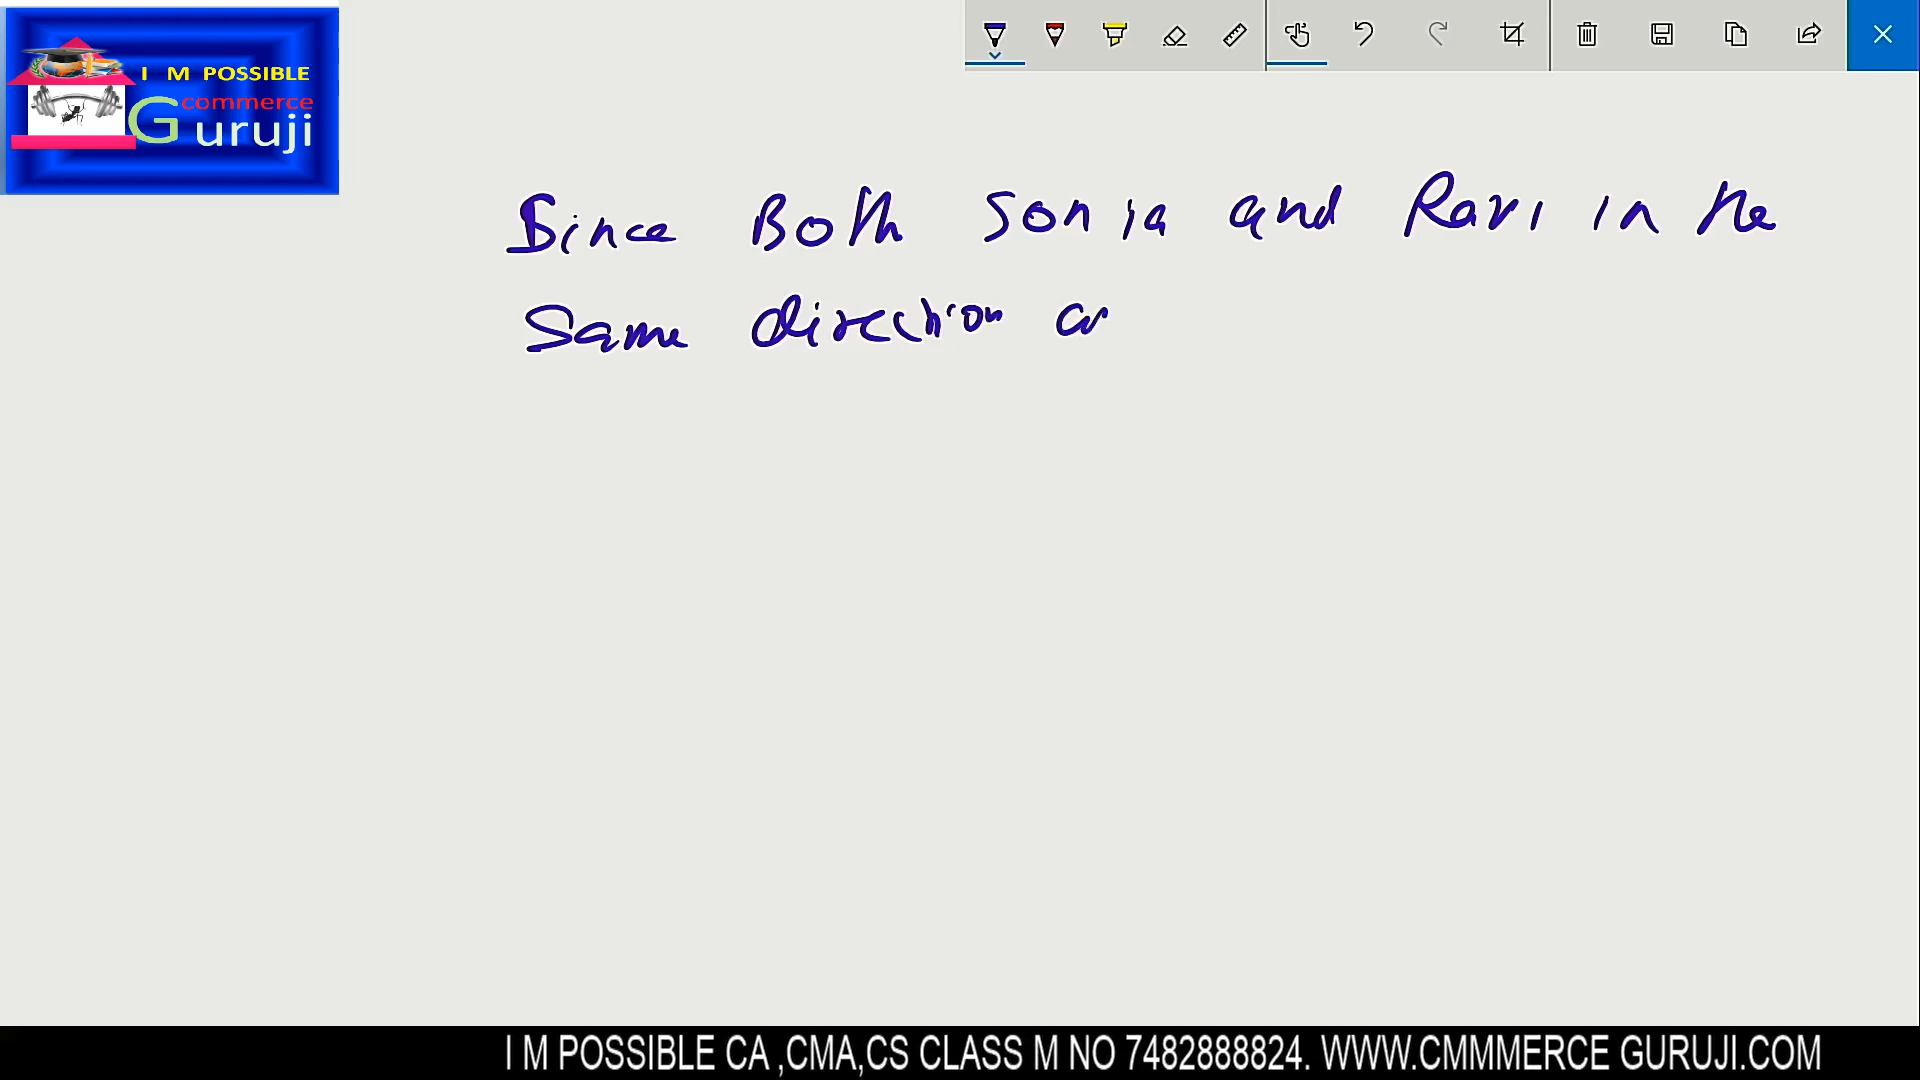 I M POSSIBLE
commerce
Guruji
Since Both Sonia and Ravi in the
Same direction
I M POSSIBLE CA ,CMA,CS CLASS M NO 7482888824. WWW.CMMMERCE GURUJI.COM